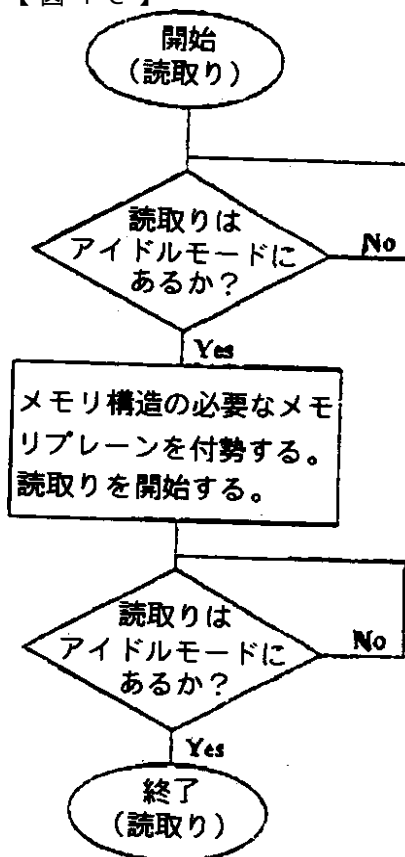 開始
(読取り)
読取りは
アイドルモードに
あるか?
No
Yes
メモリ構造の必要なメモ
リプレーンを付勢する。
読取りを開始する。
読取りは
アイドルモードに
あるか?
No
Yes
終了
(読取り)